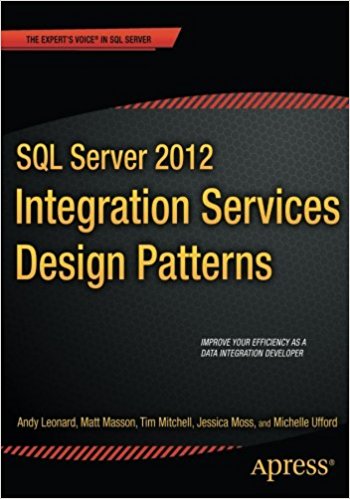 THE EXPERT'S VOICE® IN SQL SERVER
SQL Server 2012
Integration Services
Design Patterns
IMPROVE YOUR EFFICIENCY AS A
DATA INTEGRATION DEVELOPER
Andy Leonard, Matt Masson, Tim Mitchell, Jessica Moss, and Michelle Ufford
Apress®